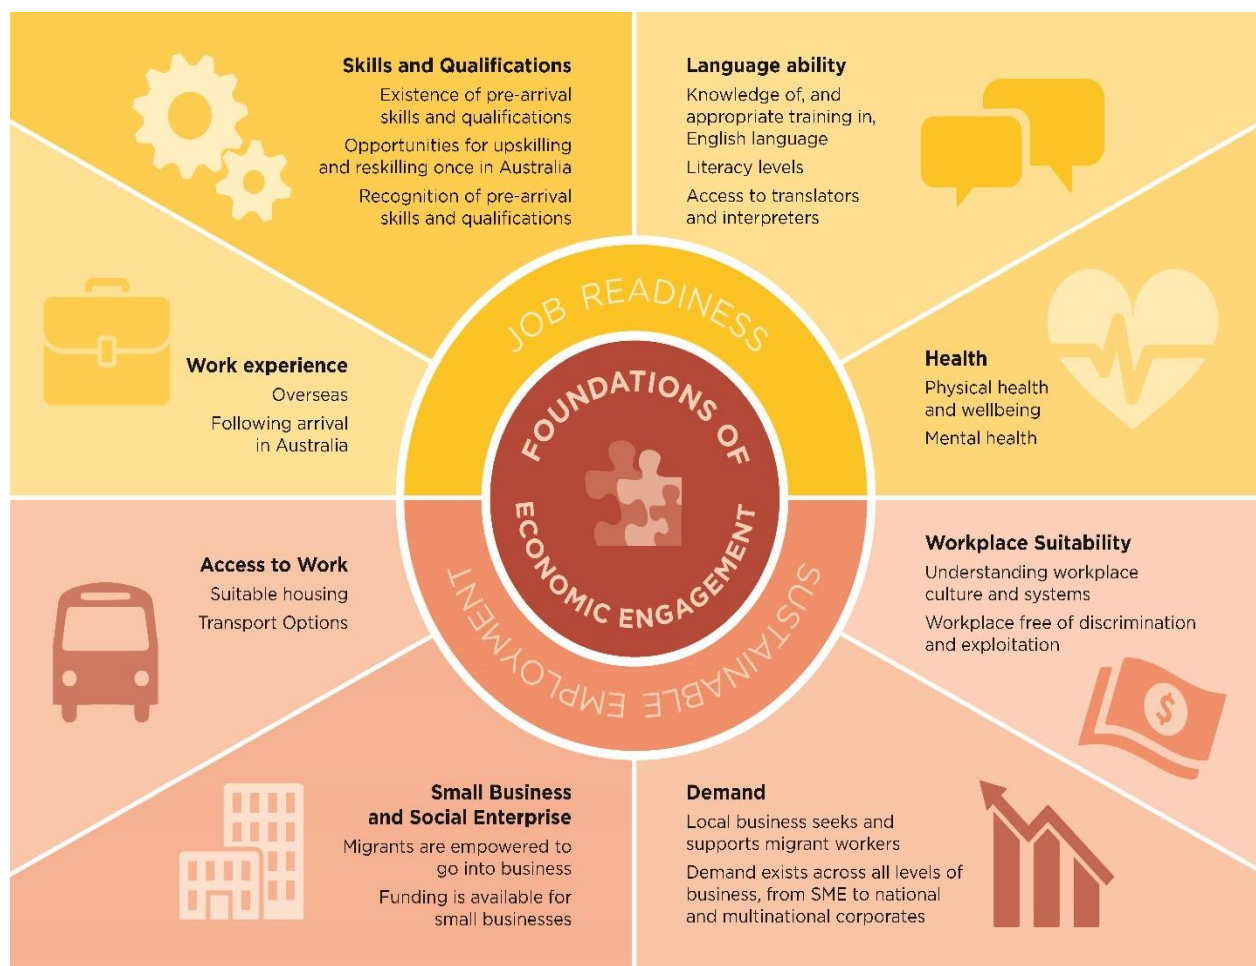 Skills and Qualifications
Existence of pre-arrival
skills and qualifications
Opportunities for upskilling
and reskilling once in Australia
Recognition of pre-arrival
skills and qualifications
Language ability
Knowledge of, and
appropriate training in,
English language
Literacy levels
Access to translators
and interpreters
Work experience
Overseas
Following arrival
in Australia
Health
Physical health
and wellbeing
Mental health
JOB READINESS
FOUNDATIONS OF
ECONOMIC ENGAGEMENT
SUSTAINABLE EMPLOYMENT
Access to Work
Suitable housing
Transport Options
Workplace Suitability
Understanding workplace
culture and systems
Workplace free of discrimination
and exploitation
$
Small Business
and Social Enterprise
Migrants are empowered to
go into business
Funding is available for
small businesses
Demand
Local business seeks and
supports migrant workers
Demand exists across all levels of
business, from SME to national
and multinational corporates